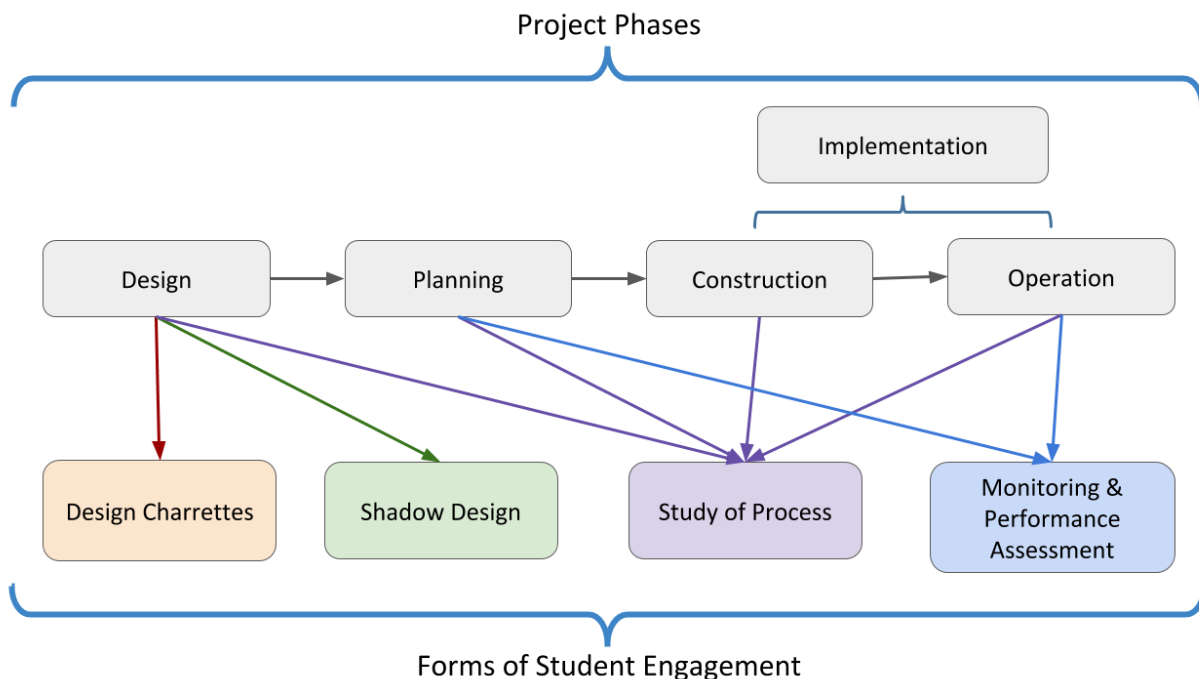 Project Phases
Implementation
Design
Planning
Construction
Operation
Design Charrettes
Shadow Design
Study of Process
Monitoring &
Performance
Assessment
Forms of Student Engagement